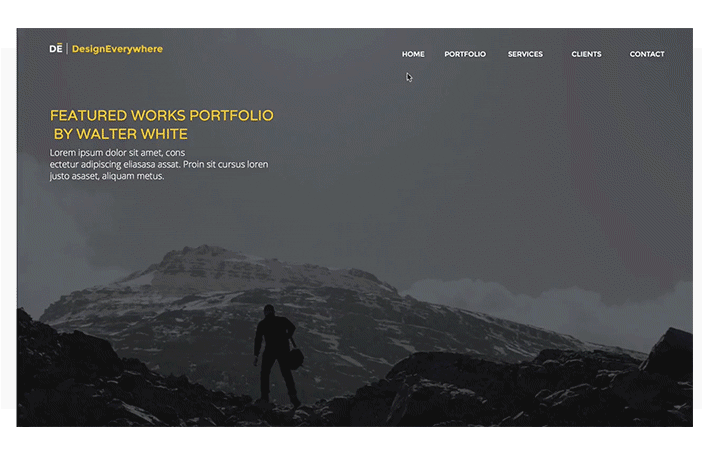 DE | DesignEverywhere
HOME PORTFOLIO SERVICES CLIENTS CONTACT
FEATURED WORKS PORTFOLIO
BY WALTER WHITE
Lorem ipsum dolor sit amet, cons
ectetur adipiscing eliasasa assat. Proin sit cursus loren
justo asaset, aliquam metus.